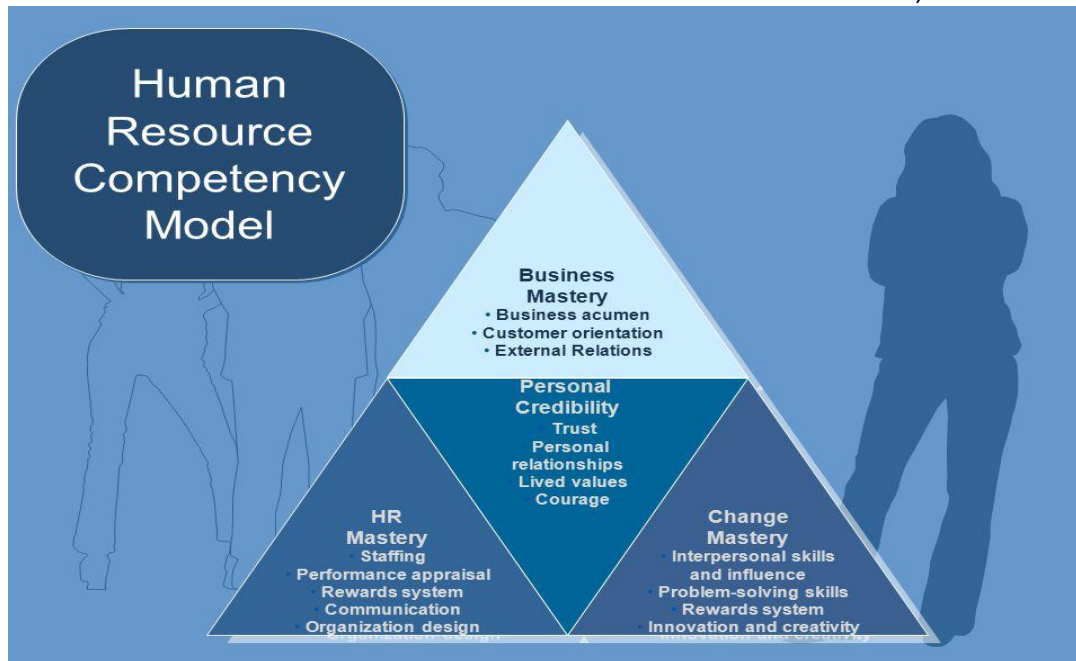 Human
Resource
Competency
Model
Business
Mastery
• Business acumen
• Customer orientation
• External Relations
Personal
Credibility
• Trust
• Personal
relationships
• Lived values
• Courage
HR
Mastery
• Staffing
• Performance appraisal
• Rewards system
• Communication
• Organization design
Change
Mastery
• Interpersonal skills
and influence
• Problem-solving skills
• Rewards system
• Innovation and creativity